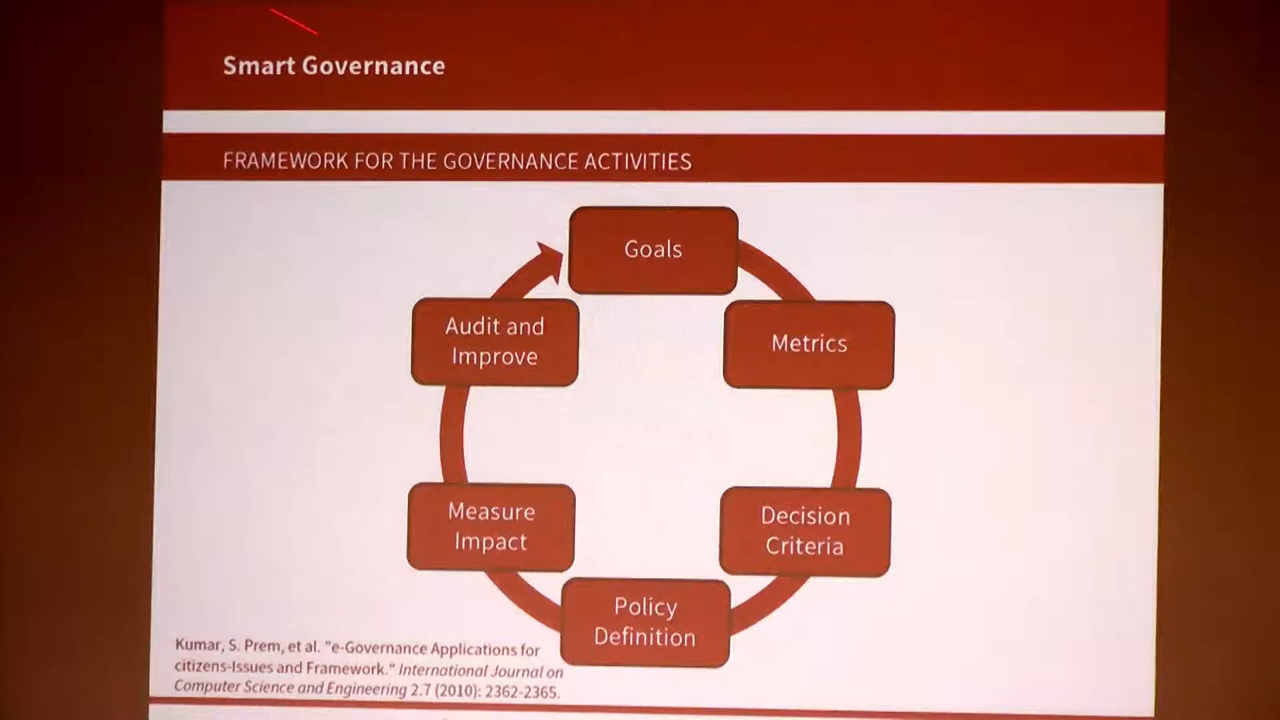 Smart Governance
FRAMEWORK FOR THE GOVERNANCE ACTIVITIES
Goals
Metrics
Decision
Criteria
Policy
Definition
Measure
Impact
Audit and
Improve
Kumar, S. Prem, et al. "e-Governance Applications for
citizens-Issues and Framework." International Journal on
Computer Science and Engineering 2.7 (2010): 2362-2365.